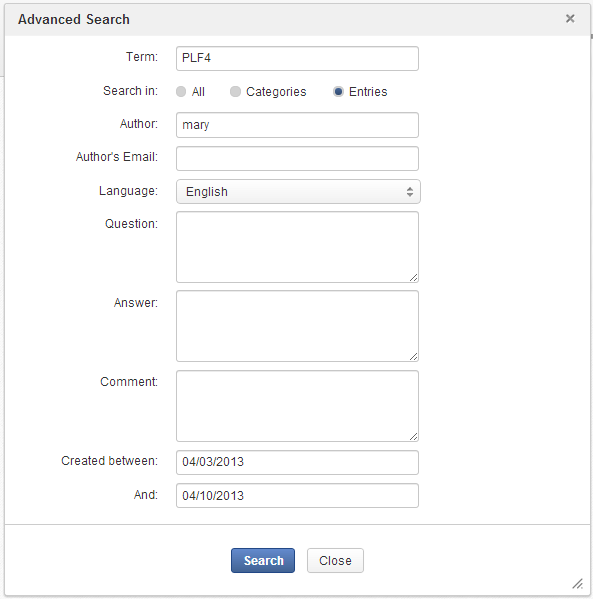 Advanced Search ×
Term: PLF4
Search in: All Categories Entries
Author: mary
Author's Email:
Language: English
Question:
Answer:
Comment:
Created between: 04/03/2013
And: 04/10/2013
Search Close